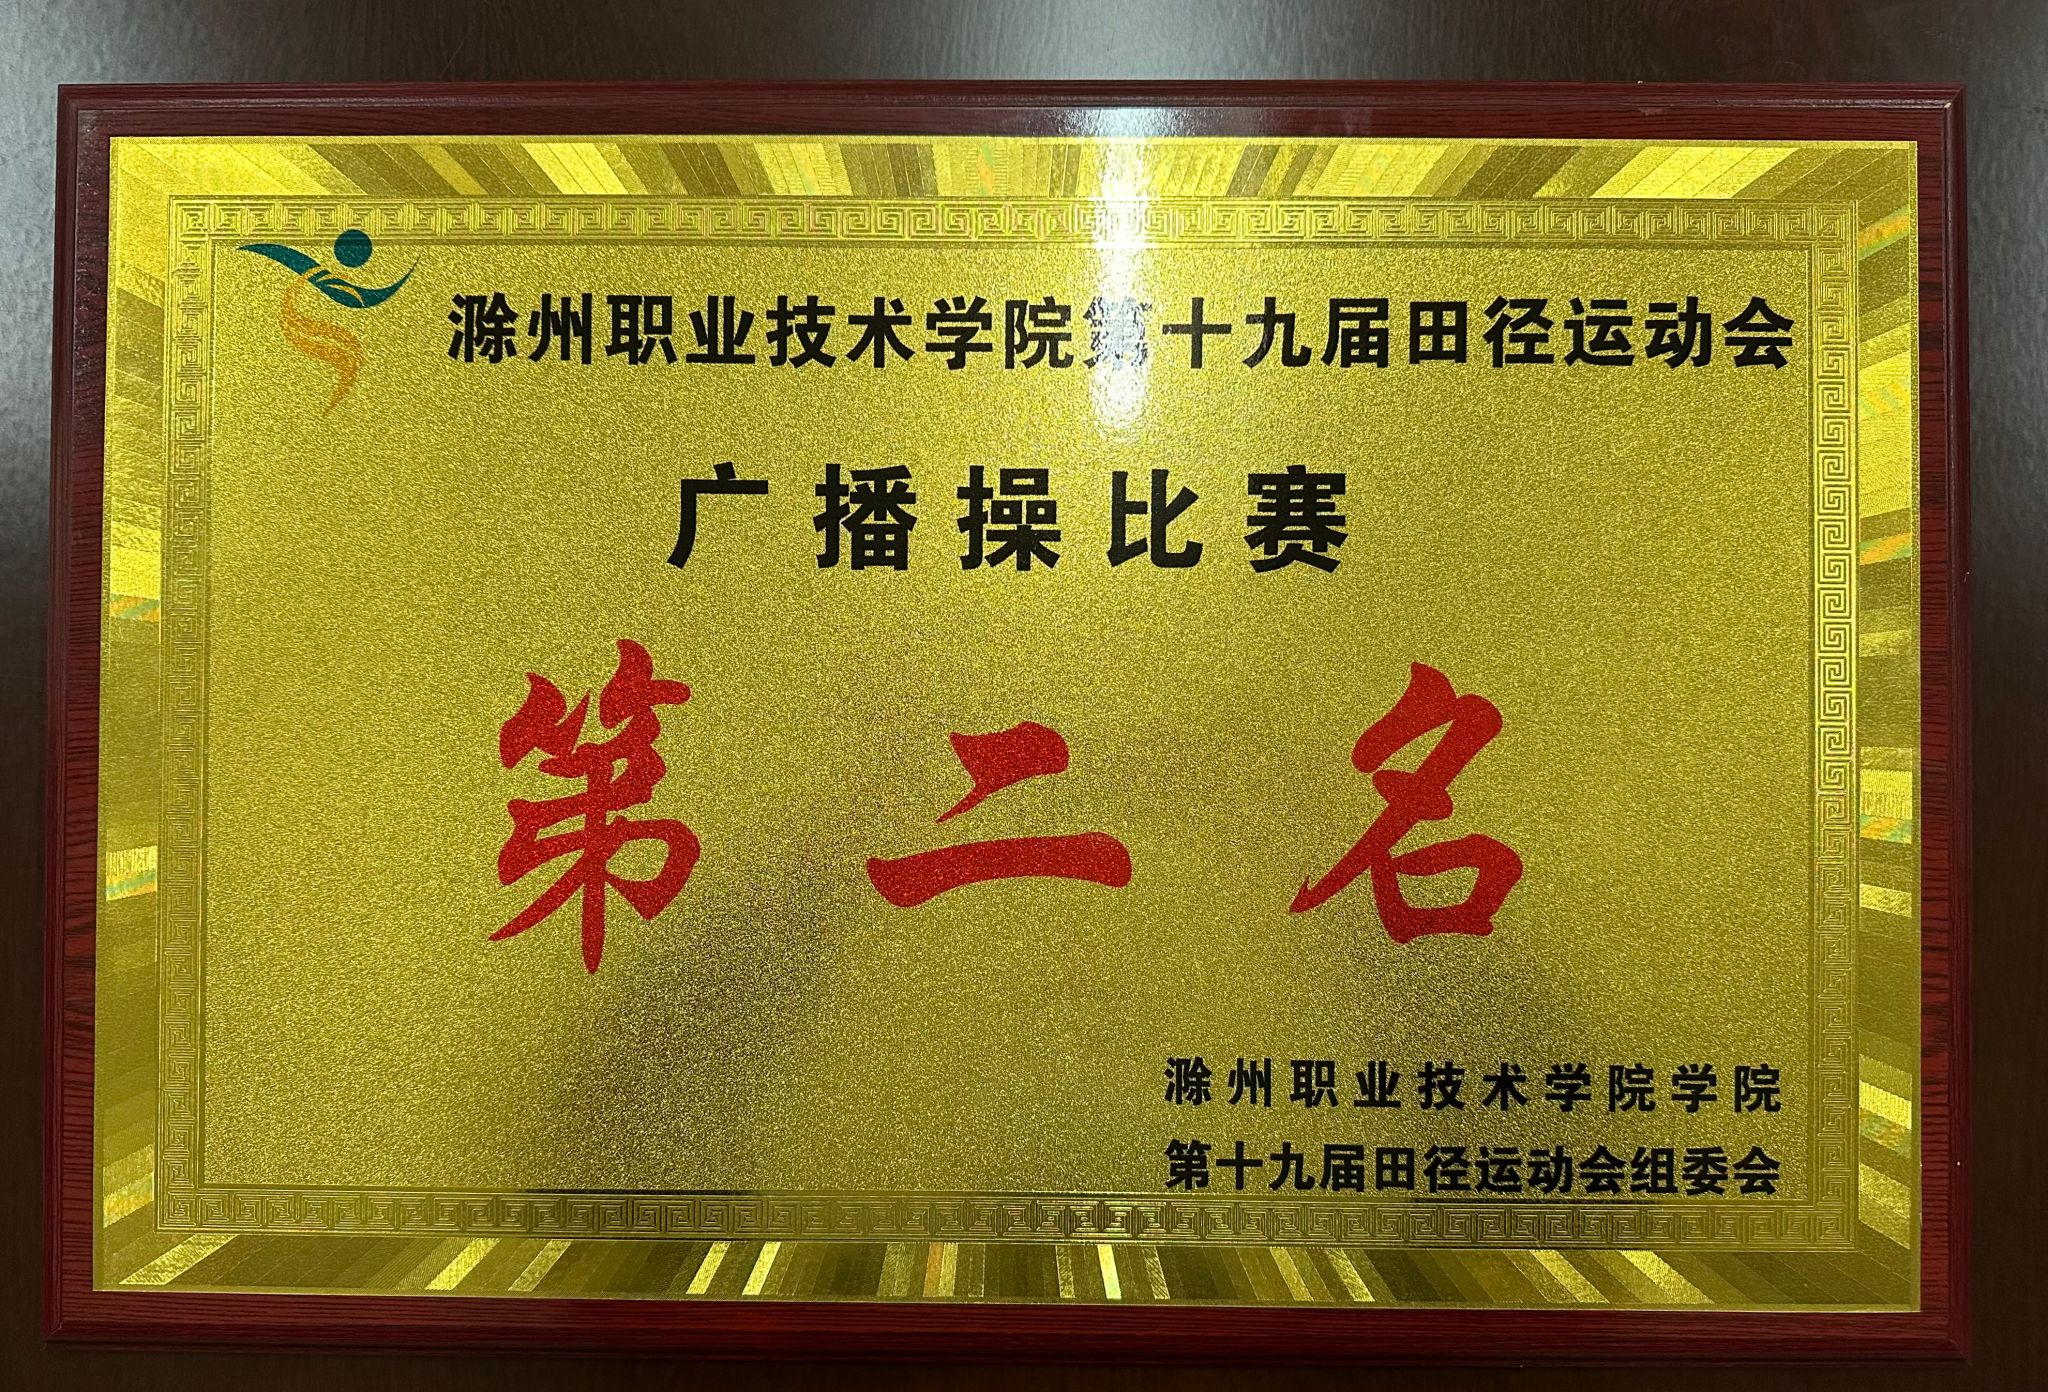 滁州职业技术学院第十九届田径运动会
广播操比赛
第二名
滁州职业技术学院学院
第十九届田径运动会组委会